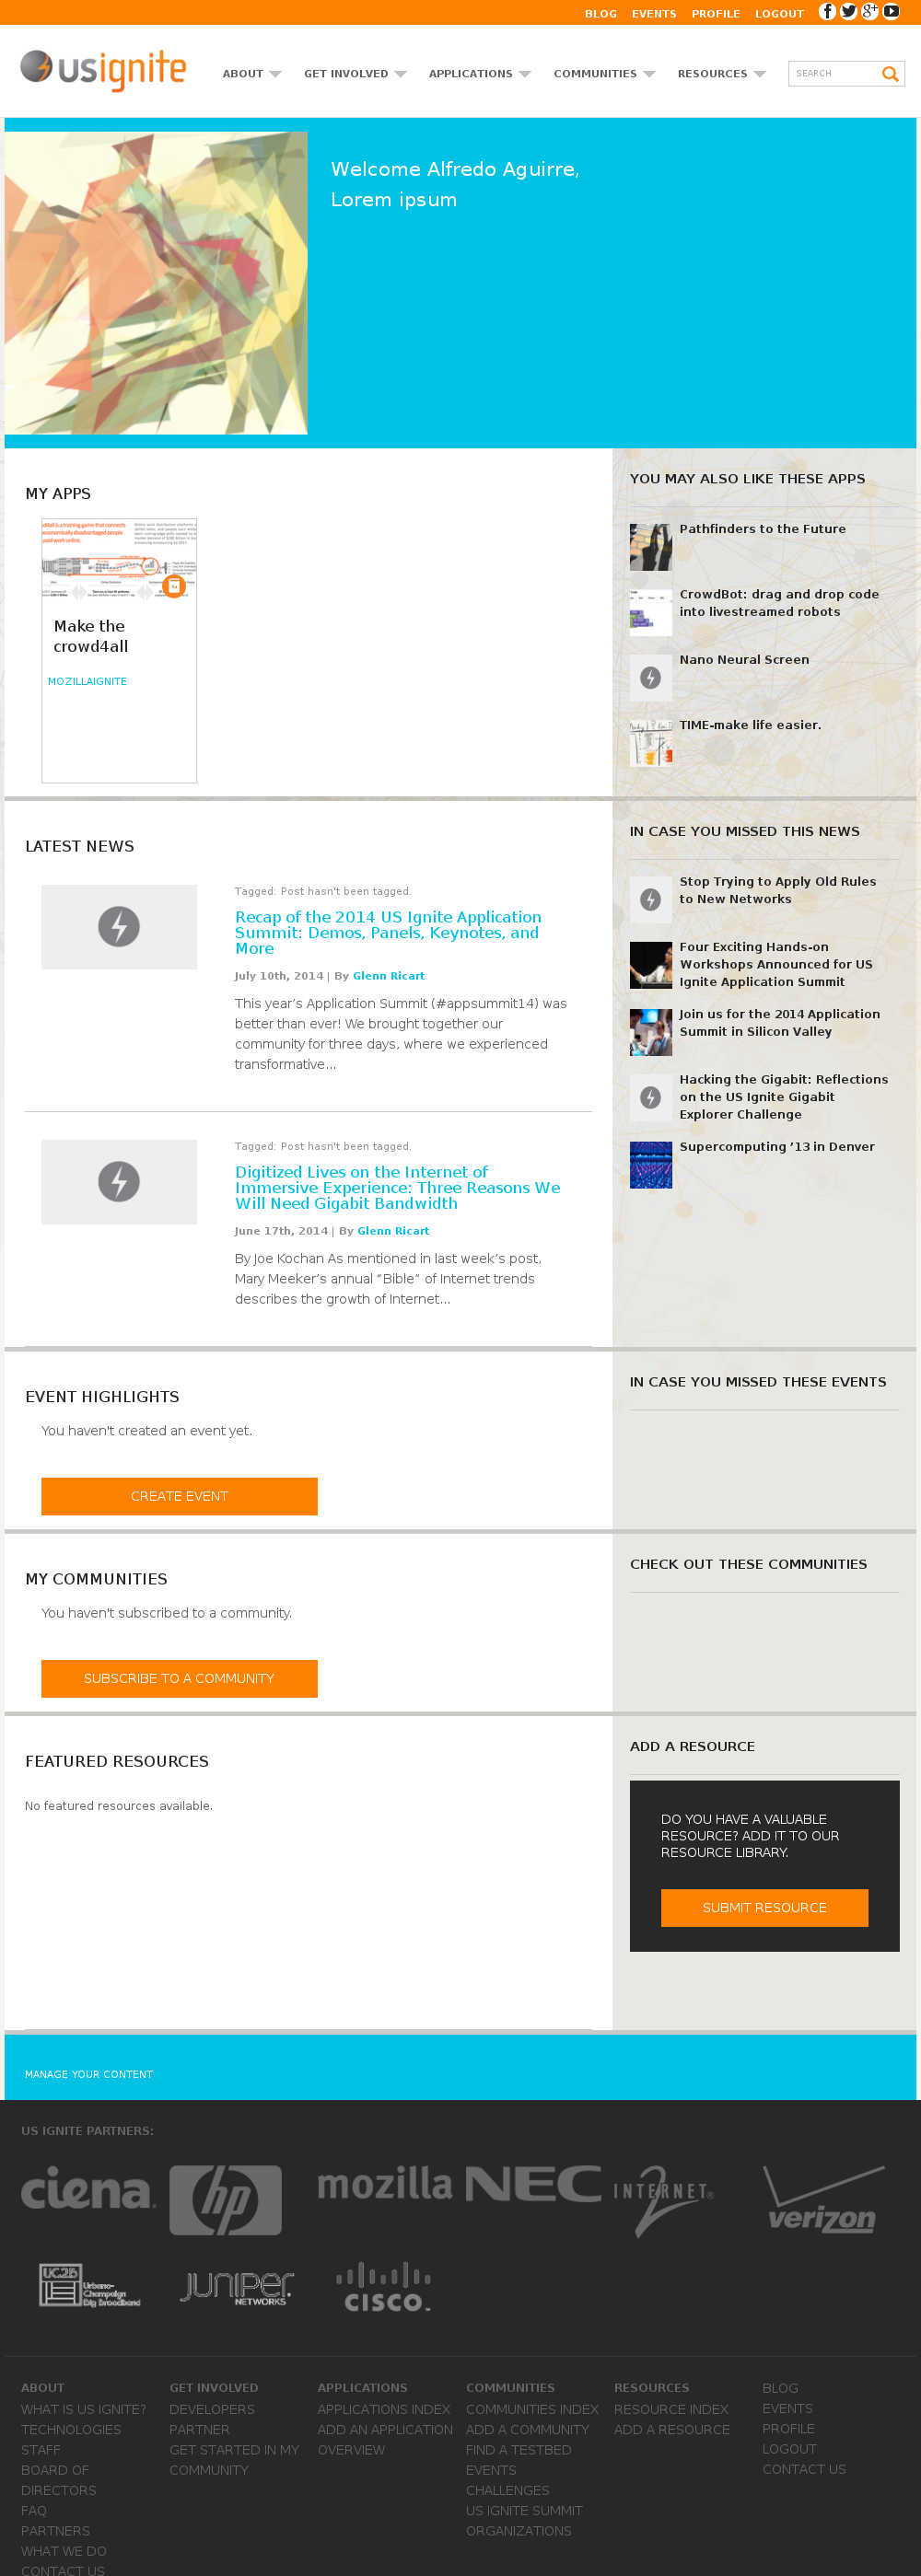 BLOG EVENTS PROFILE LOGOUT
usignite
ABOUT GET INVOLVED APPLICATIONS COMMUNITIES RESOURCES SEARCH
Welcome Alfredo Aguirre,
Lorem ipsum
MY APPS
Make the
crowd4all
MOZILLAIGNITE
YOU MAY ALSO LIKE THESE APPS
Pathfinders to the Future
CrowdBot: drag and drop code
into livestreamed robots
Nano Neural Screen
TIME-make life easier.
LATEST NEWS
Tagged: Post hasn't been tagged.
Recap of the 2014 US Ignite Application
Summit: Demos, Panels, Keynotes, and
More
July 10th, 2014 | By Glenn Ricart
This year’s Application Summit (#appsummit14) was
better than ever! We brought together our
community for three days, where we experienced
transformative...
Tagged: Post hasn't been tagged.
Digitized Lives on the Internet of
Immersive Experience: Three Reasons We
Will Need Gigabit Bandwidth
June 17th, 2014 | By Glenn Ricart
By Joe Kochan As mentioned in last week’s post,
Mary Meeker’s annual “Bible” of Internet trends
describes the growth of Internet...
IN CASE YOU MISSED THIS NEWS
Stop Trying to Apply Old Rules
to New Networks
Four Exciting Hands-on
Workshops Announced for US
Ignite Application Summit
Join us for the 2014 Application
Summit in Silicon Valley
Hacking the Gigabit: Reflections
on the US Ignite Gigabit
Explorer Challenge
Supercomputing ’13 in Denver
EVENT HIGHLIGHTS
You haven't created an event yet.
CREATE EVENT
IN CASE YOU MISSED THESE EVENTS
MY COMMUNITIES
You haven't subscribed to a community.
SUBSCRIBE TO A COMMUNITY
CHECK OUT THESE COMMUNITIES
FEATURED RESOURCES
No featured resources available.
ADD A RESOURCE
DO YOU HAVE A VALUABLE
RESOURCE? ADD IT TO OUR
RESOURCE LIBRARY.
SUBMIT RESOURCE
MANAGE YOUR CONTENT
US IGNITE PARTNERS:
ciena hp mozilla NEC INTERNET 2 verizon
UC2B
Urbana-
Champaign
Big Broadband
JUNIPER
NETWORKS
CISCO
ABOUT
WHAT IS US IGNITE?
TECHNOLOGIES
STAFF
BOARD OF
DIRECTORS
FAQ
PARTNERS
WHAT WE DO
CONTACT US
GET INVOLVED
DEVELOPERS
PARTNER
GET STARTED IN MY
COMMUNITY
APPLICATIONS
APPLICATIONS INDEX
ADD AN APPLICATION
OVERVIEW
COMMUNITIES
COMMUNITIES INDEX
ADD A COMMUNITY
FIND A TESTBED
EVENTS
CHALLENGES
US IGNITE SUMMIT
ORGANIZATIONS
RESOURCES
RESOURCE INDEX
ADD A RESOURCE
BLOG
EVENTS
PROFILE
LOGOUT
CONTACT US